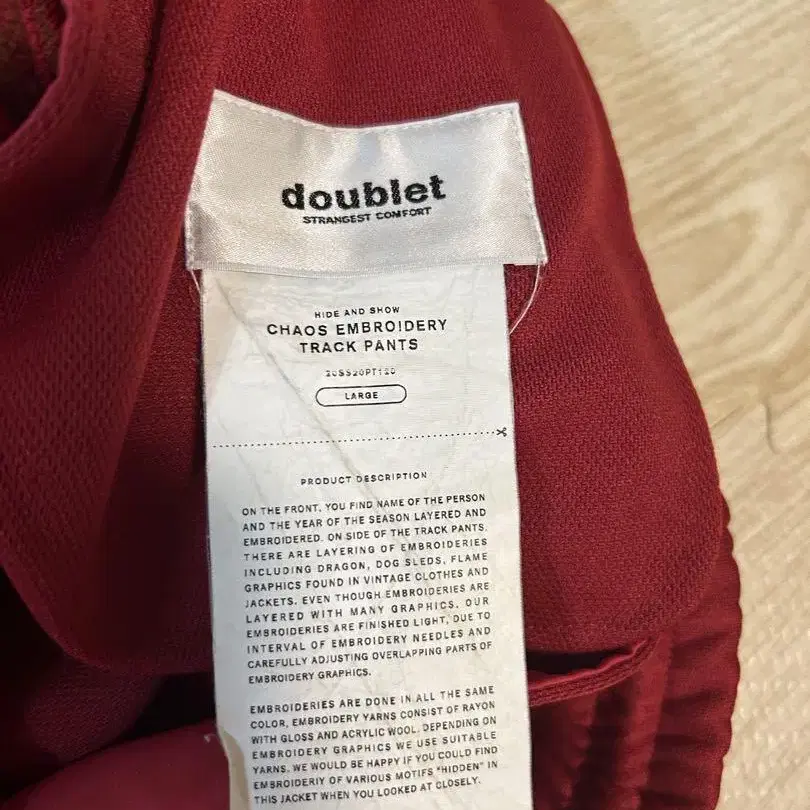 doublet
STRANGEST COMFORT
HIDE AND SHOW
CHAOS EMBROIDERY
TRACK PANTS
20SS20PT120
LARGE
PRODUCT DESCRIPTION
ON THE FRONT, YOU FIND NAME OF THE PERSON
AND THE YEAR OF THE SEASON LAYERED AND
EMBROIDERED. ON SIDE OF THE TRACK PANTS.
THERE ARE LAYERING OF EMBROIDERIES
INCLUDING DRAGON, DOG SLEDS, FLAME
GRAPHICS FOUND IN VINTAGE CLOTHES AND
JACKETS. EVEN THOUGH EMBROIDERIES ARE
LAYERED WITH MANY GRAPHICS, OUR
EMBROIDERIES ARE FINISHED LIGHT, DUE TO
INTERVAL OF EMBROIDERY NEEDLES AND
CAREFULLY ADJUSTING OVERLAPPING PARTS OF
EMBROIDERY GRAPHICS.
EMBROIDERIES ARE DONE IN ALL THE SAME
COLOR, EMBROIDERY YARNS CONSIST OF RAYON
WITH GLOSS AND ACRYLIC WOOL. DEPENDING ON
EMBROIDERY GRAPHICS WE USE SUITABLE
YARNS. WE WOULD BE HAPPY IF YOU COULD FIND
EMBROIDERIY OF VARIOUS MOTIFS "HIDDEN" IN
THIS JACKET WHEN YOU LOOKED AT CLOSELY.